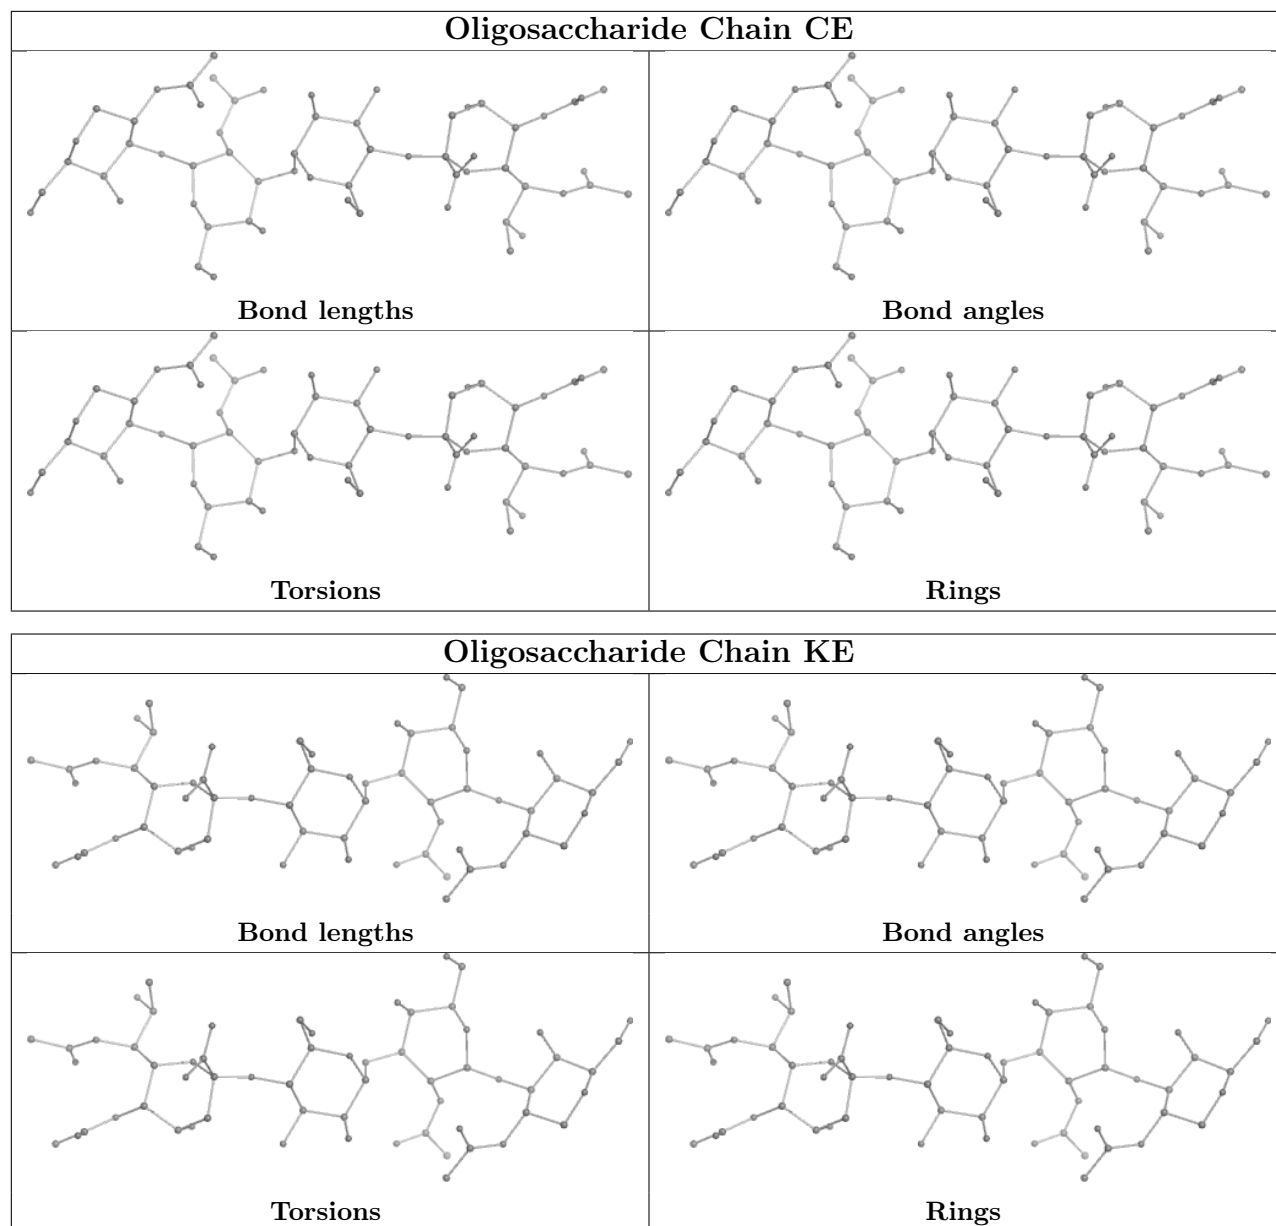 Oligosaccharide Chain CE
Bond lengths
Bond angles
Torsions
Rings
Oligosaccharide Chain KE
Bond lengths
Bond angles
Torsions
Rings